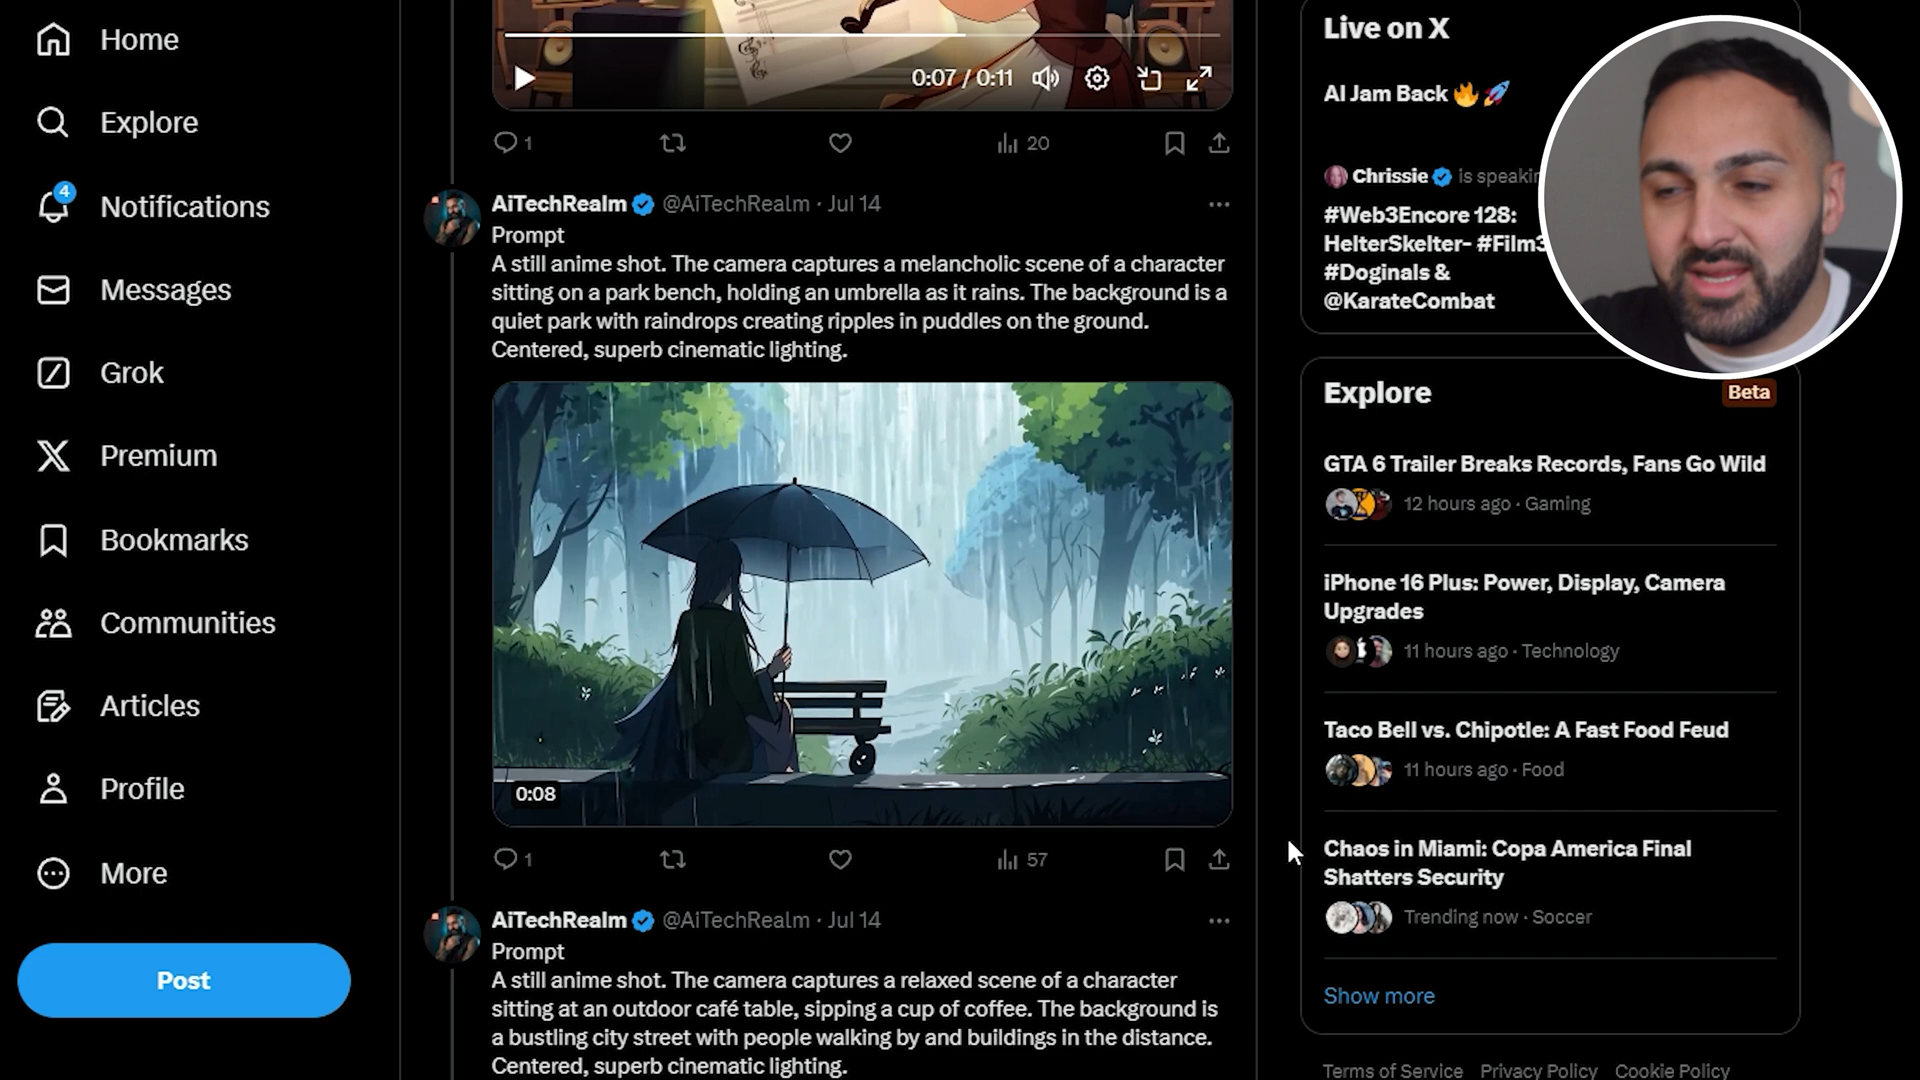 Home
Explore
4
Notifications
Messages
Grok
Premium
Bookmarks
Communities
Articles
Profile
More
Post
0:07 / 0:11
1
20
AiTechRealm @AiTechRealm · Jul 14
Prompt
A still anime shot. The camera captures a melancholic scene of a character
sitting on a park bench, holding an umbrella as it rains. The background is a
quiet park with raindrops creating ripples in puddles on the ground.
Centered, superb cinematic lighting.
0:08
1
57
AiTechRealm @AiTechRealm · Jul 14
Prompt
A still anime shot. The camera captures a relaxed scene of a character
sitting at an outdoor café table, sipping a cup of coffee. The background is
a bustling city street with people walking by and buildings in the distance.
Centered, superb cinematic lighting.
Live on X
AI Jam Back 🔥🚀
Chrissie is speakin
#Web3Encore 128:
HelterSkelter- #Film3
#Doginals &
@KarateCombat
Explore
Beta
GTA 6 Trailer Breaks Records, Fans Go Wild
12 hours ago · Gaming
iPhone 16 Plus: Power, Display, Camera
Upgrades
11 hours ago · Technology
Taco Bell vs. Chipotle: A Fast Food Feud
11 hours ago · Food
Chaos in Miami: Copa America Final
Shatters Security
Trending now · Soccer
Show more
Terms of Service Privacy Policy Cookie Policy